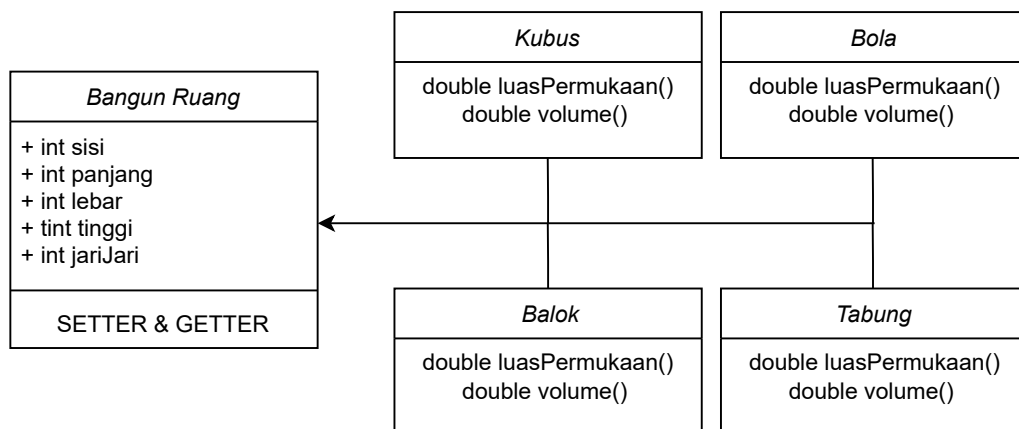 Bangun Ruang
+ int sisi
+ int panjang
+ int lebar
+ tint tinggi
+ int jariJari
SETTER & GETTER
Kubus
double luasPermukaan()
double volume()
Bola
double luasPermukaan()
double volume()
Balok
double luasPermukaan()
double volume()
Tabung
double luasPermukaan()
double volume()